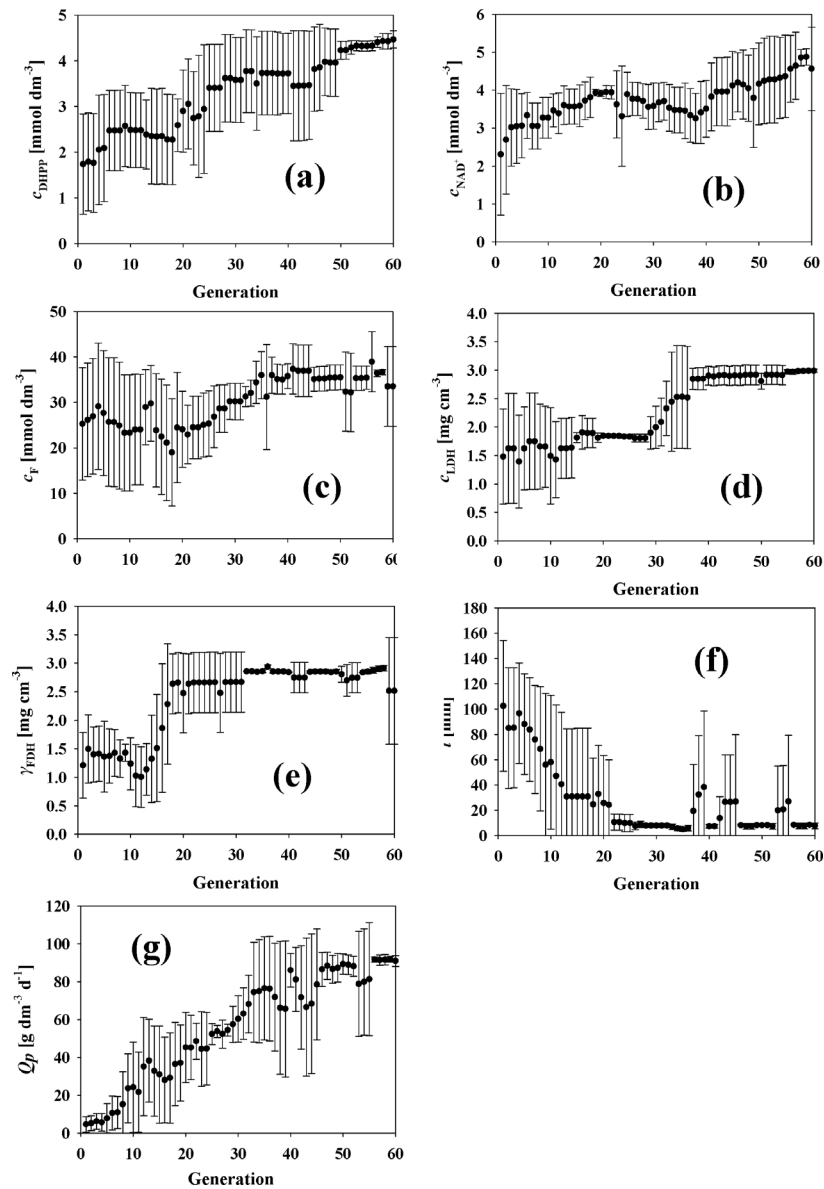 5
4
3
2
1
0
c_DHPP [mmol dm⁻³]
(a)
0 10 20 30 40 50 60
Generation
6
5
4
3
2
1
0
c_NAD⁺ [mmol dm⁻³]
(b)
0 10 20 30 40 50 60
Generation
50
40
30
20
10
0
c_F [mmol dm⁻³]
(c)
0 10 20 30 40 50 60
Generation
4.0
3.5
3.0
2.5
2.0
1.5
1.0
0.5
0.0
c_LDH [mg cm⁻³]
(d)
0 10 20 30 40 50 60
Generation
4.0
3.5
3.0
2.5
2.0
1.5
1.0
0.5
0.0
γ_FDH [mg cm⁻³]
(e)
0 10 20 30 40 50 60
Generation
180
160
140
120
100
80
60
40
20
0
(f)
0 10 20 30 40 50 60
Generation
120
100
80
60
40
20
0
Qp [g dm⁻³ d⁻¹]
(g)
0 10 20 30 40 50 60
Generation